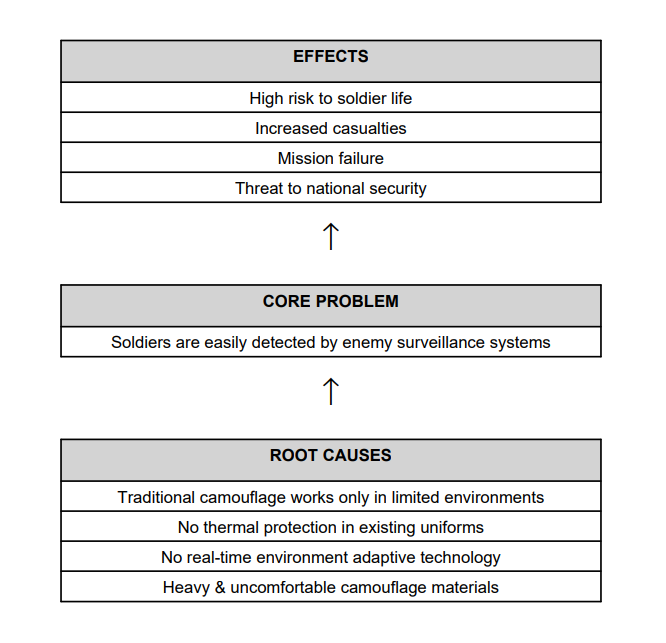 EFFECTS
High risk to soldier life
Increased casualties
Mission failure
Threat to national security
CORE PROBLEM
Soldiers are easily detected by enemy surveillance systems
ROOT CAUSES
Traditional camouflage works only in limited environments
No thermal protection in existing uniforms
No real-time environment adaptive technology
Heavy & uncomfortable camouflage materials